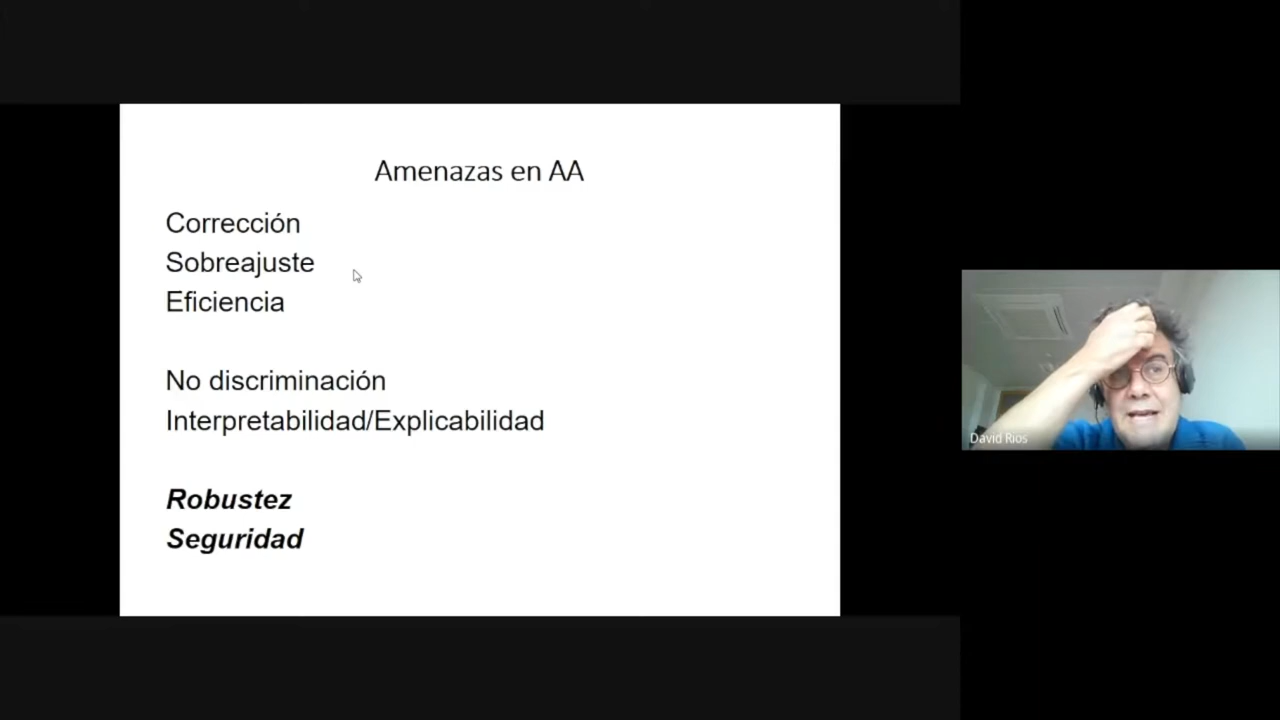 Amenazas en AA
Corrección
Sobreajuste
Eficiencia
No discriminación
Interpretabilidad/Explicabilidad
Robustez
Seguridad
David Rios